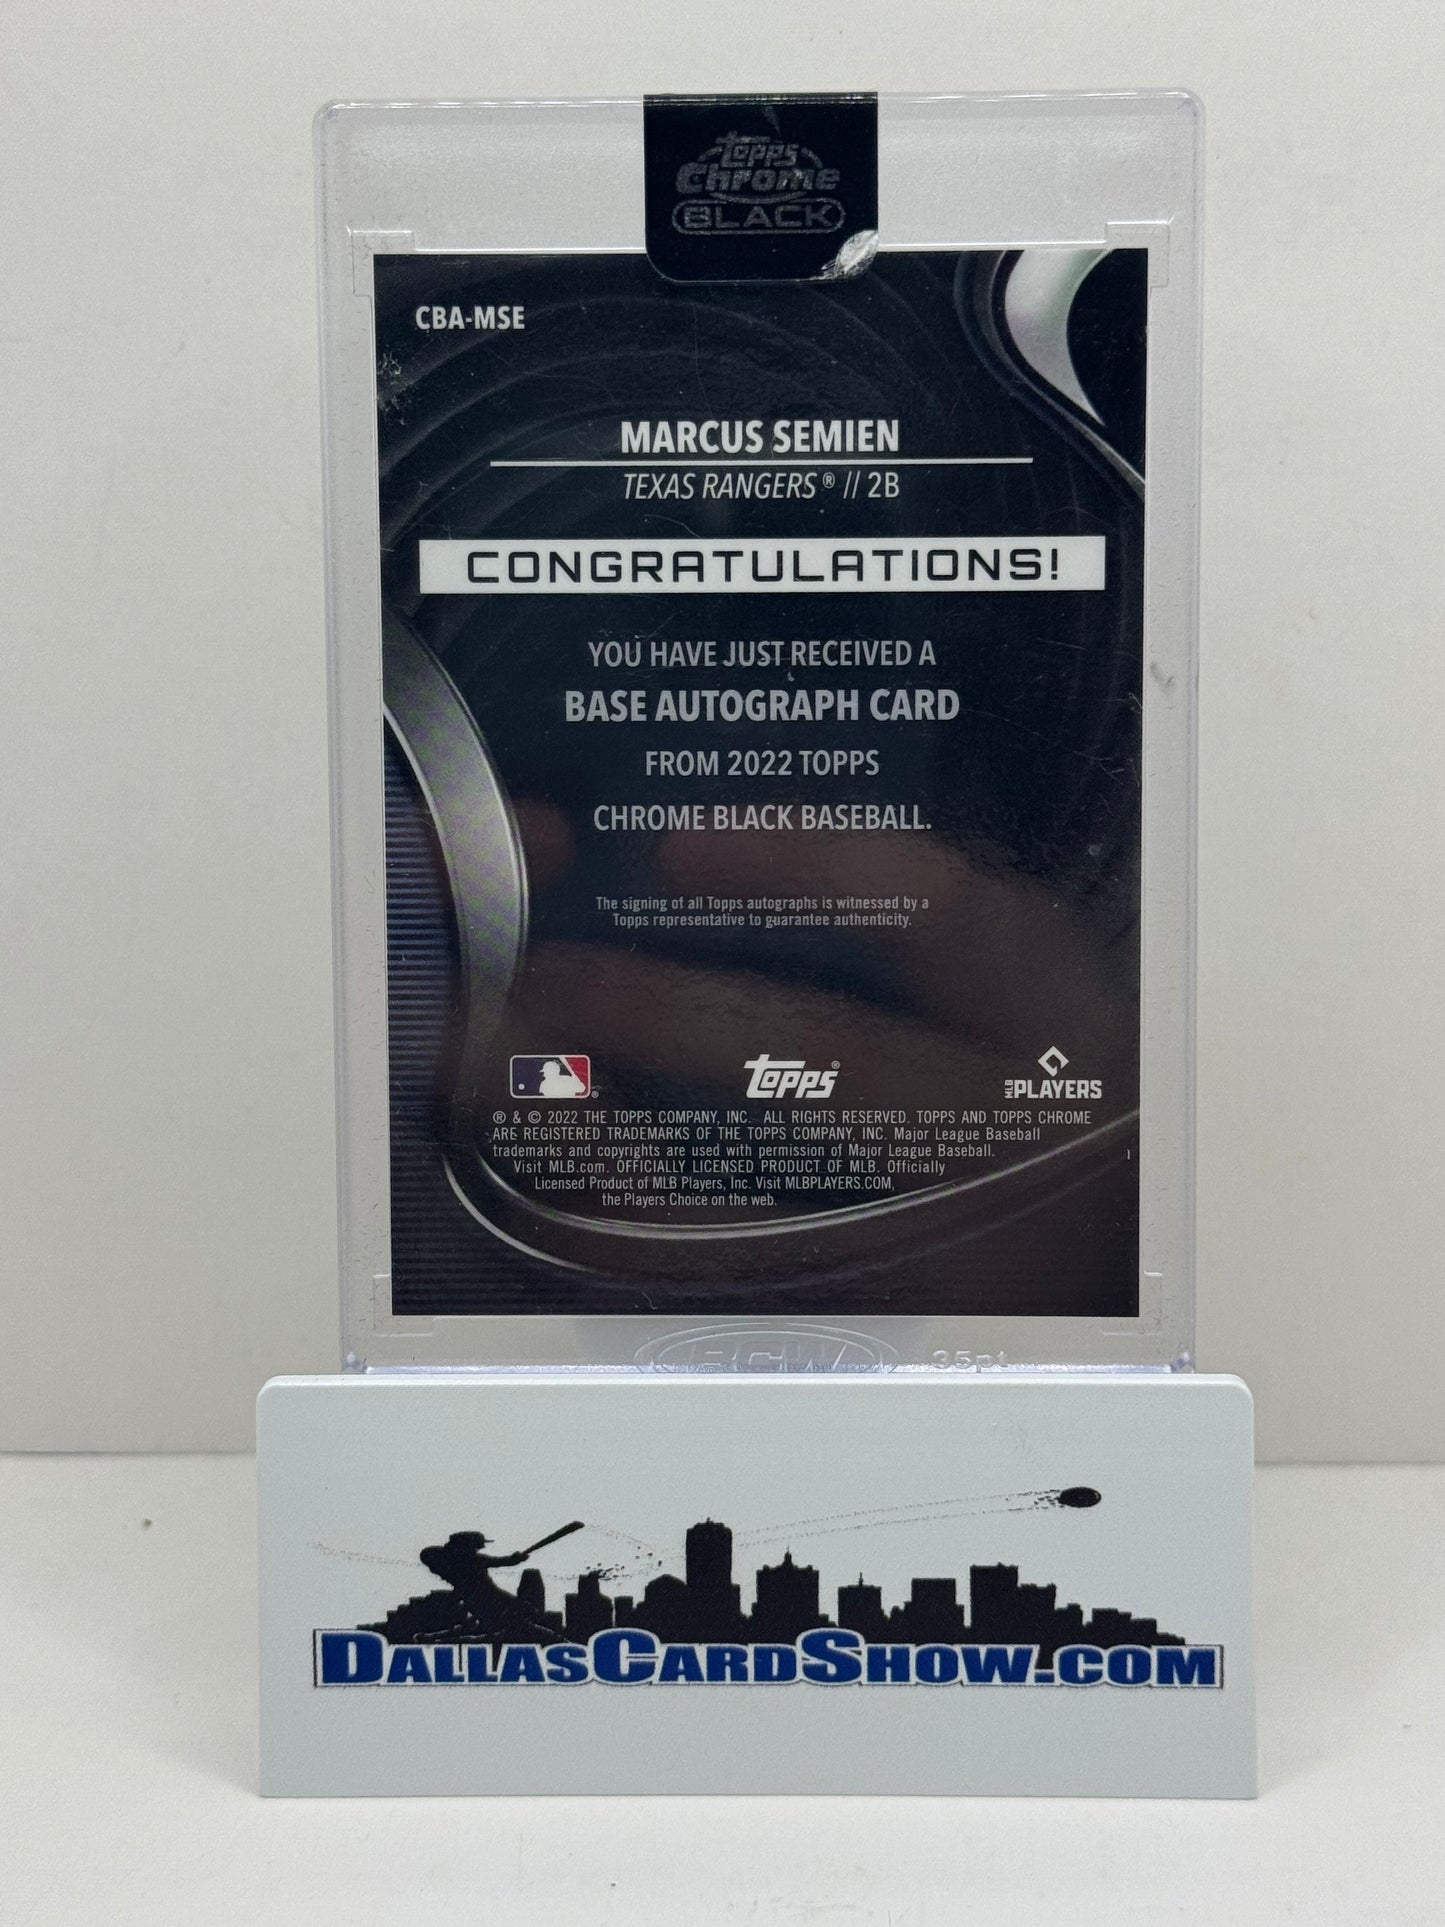 Topps
Chrome
BLACK
CBA-MSE
MARCUS SEMIEN
TEXAS RANGERS® // 2B
CONGRATULATIONS!
YOU HAVE JUST RECEIVED A
BASE AUTOGRAPH CARD
FROM 2022 TOPPS
CHROME BLACK BASEBALL.
The signing of all Topps autographs is witnessed by a
Topps representative to guarantee authenticity.
Topps®
MLB PLAYERS
® & © 2022 THE TOPPS COMPANY, INC. ALL RIGHTS RESERVED. TOPPS AND TOPPS CHROME
ARE REGISTERED TRADEMARKS OF THE TOPPS COMPANY, INC. Major League Baseball
trademarks and copyrights are used with permission of Major League Baseball.
Visit MLB.com. OFFICIALLY LICENSED PRODUCT OF MLB. Officially
Licensed Product of MLB Players, Inc. Visit MLBPLAYERS.COM,
the Players Choice on the web.
BCW 35pt
DALLASCARDSHOW.COM